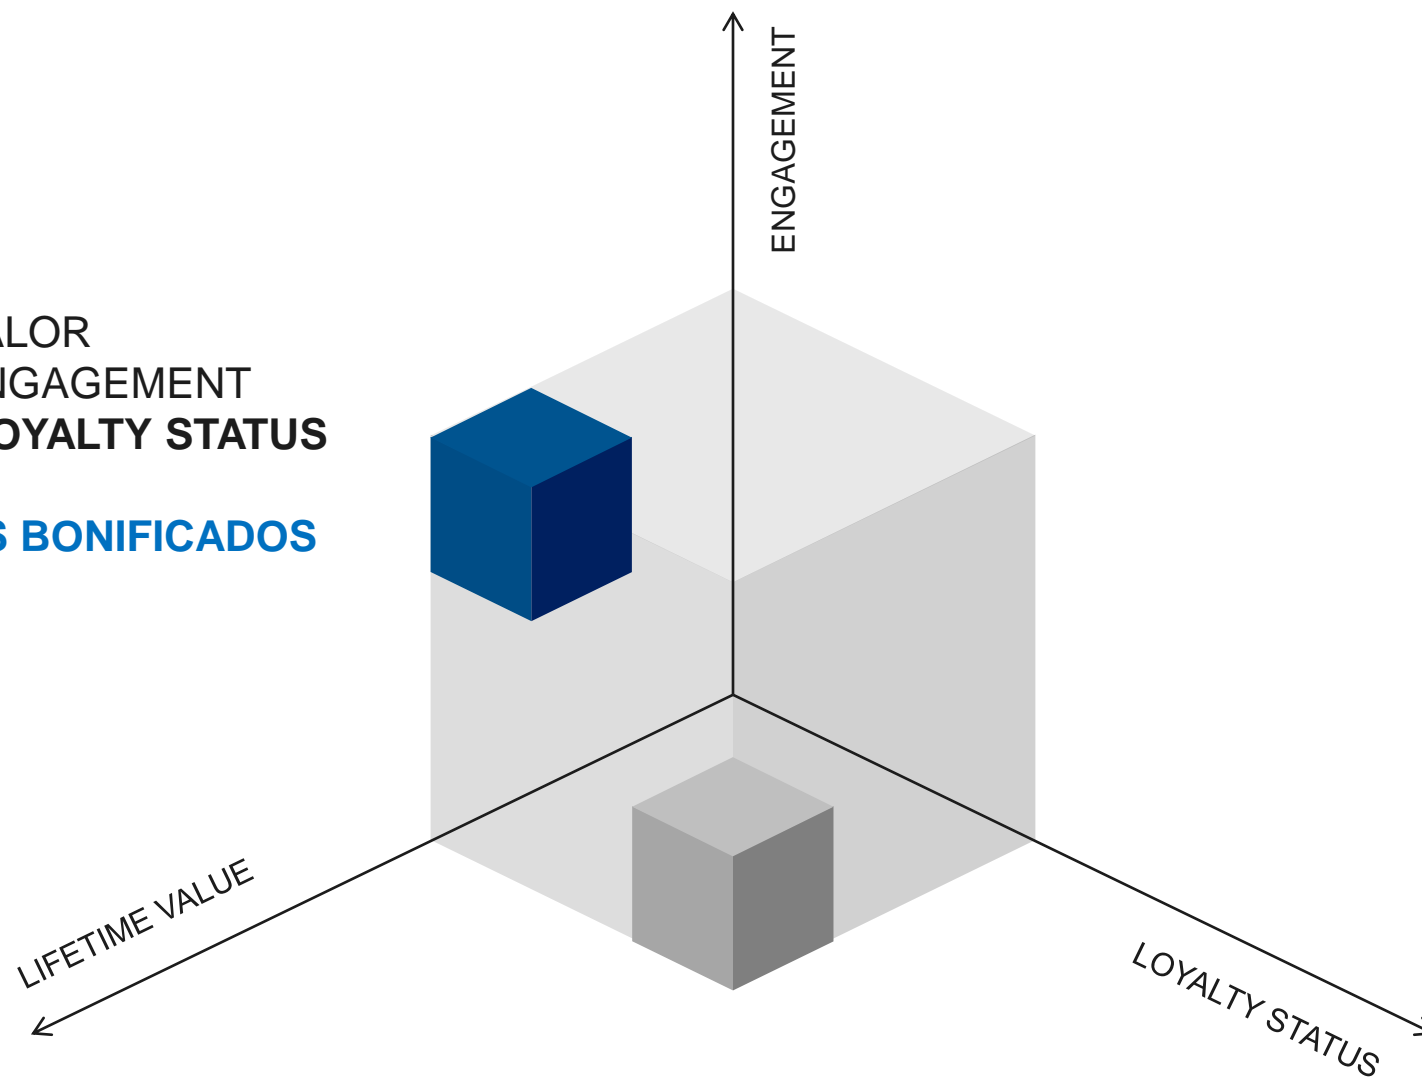 ENGAGEMENT
ALOR
NGAGEMENT
OYALTY STATUS
S BONIFICADOS
LIFETIME VALUE
LOYALTY STATUS